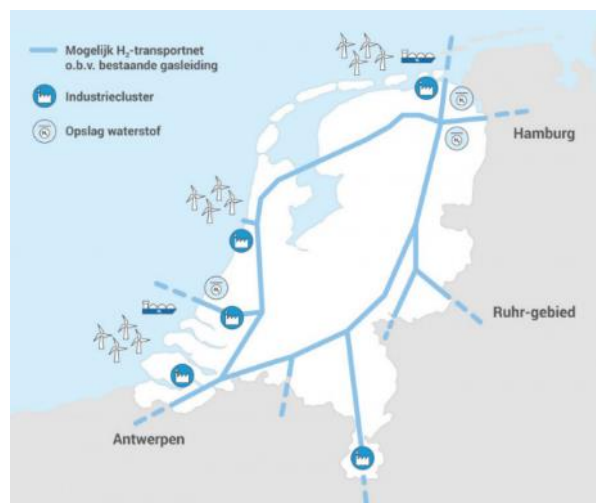 Mogelijk H₂-transportnet
o.b.v. bestaande gasleiding
Industriecluster
Opslag waterstof
Hamburg
Ruhr-gebied
Antwerpen